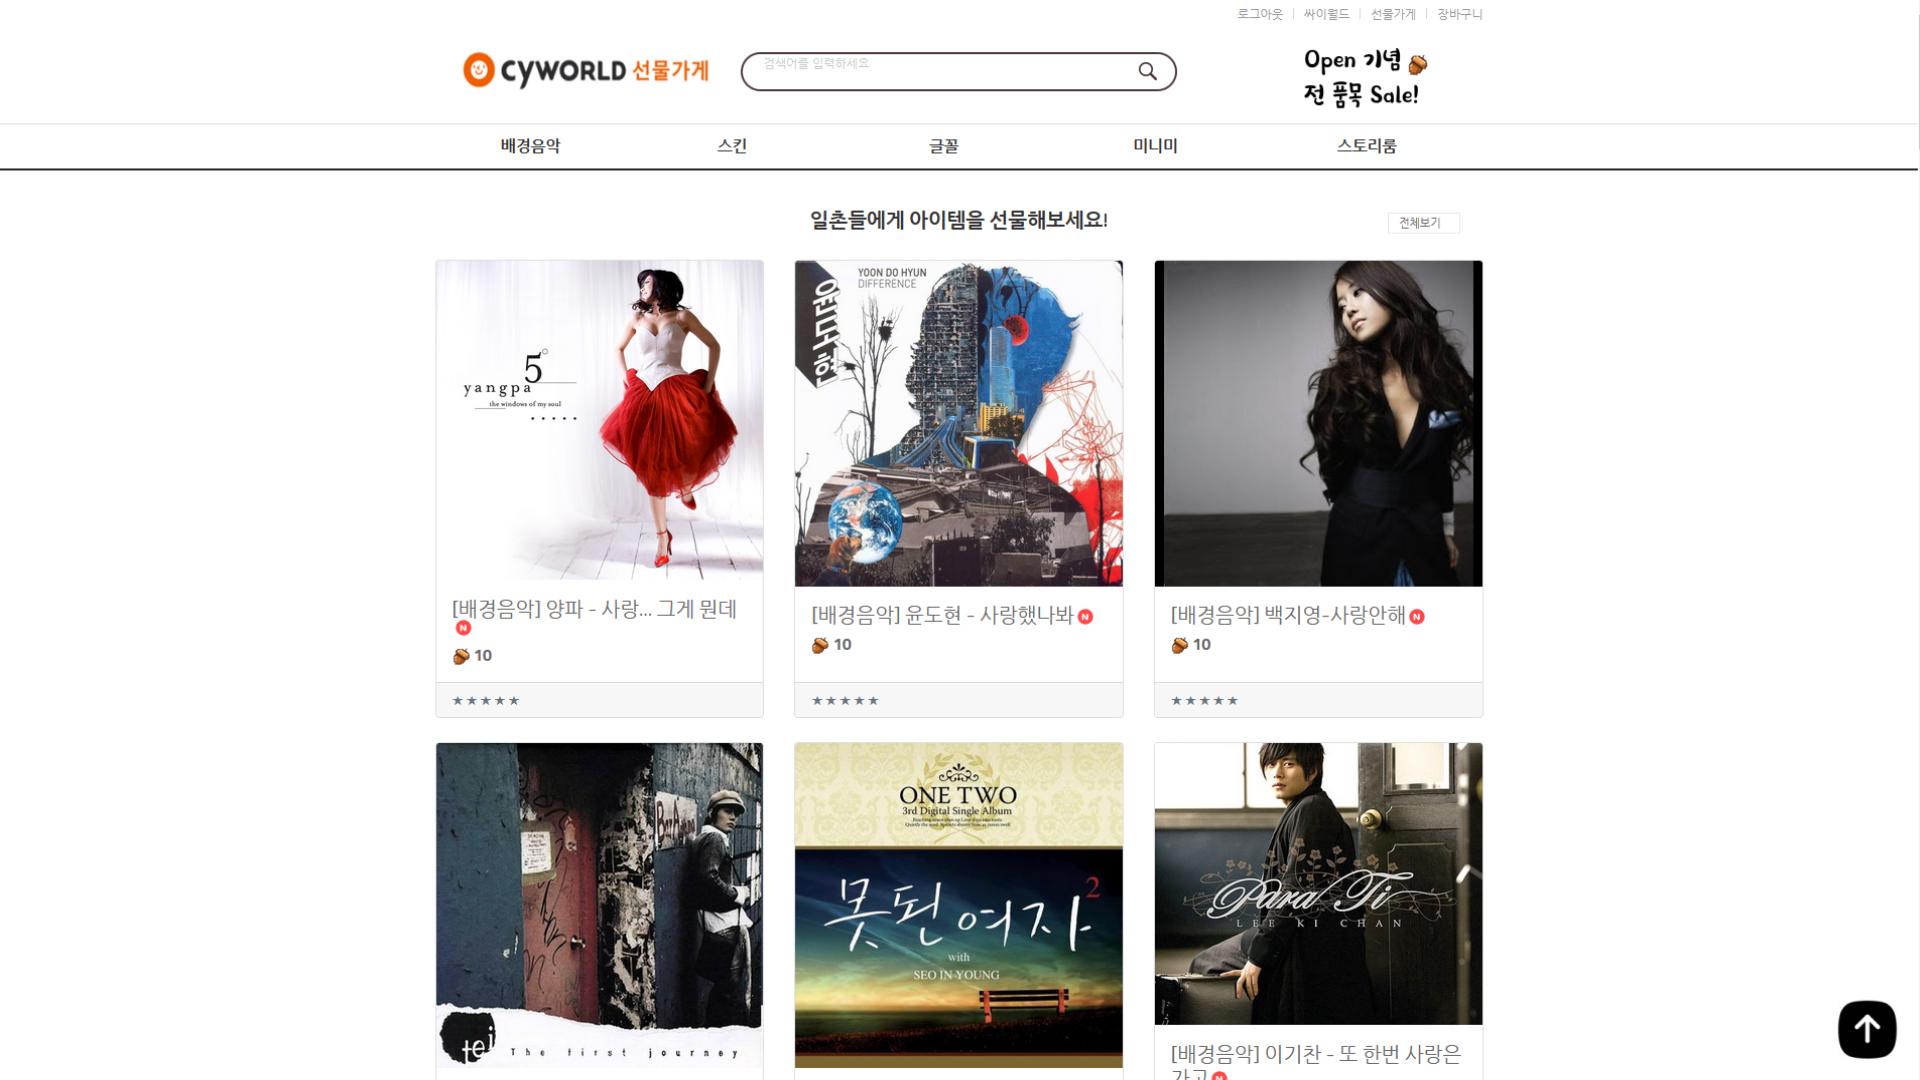 로그아웃
싸이월드
선물가게
장바구니
CYWORLD 선물가게
검색어를 입력하세요
Open 기념
전 품목 Sale!
배경음악
스킨
글꼴
미니미
스토리룸
일촌들에게 아이템을 선물해보세요!
전체보기
5°
yangpa
the windows of my soul
YOON DO HYUN
DIFFERENCE
윤도현
[배경음악] 양파 - 사랑... 그게 뭔데
N
10
★★★★★
[배경음악] 윤도현 - 사랑했나봐 N
10
★★★★★
[배경음악] 백지영-사랑안해 N
10
★★★★★
tei
The first journey
ONE TWO
3rd Digital Single Album
못된 여자 2
with
SEO IN YOUNG
Para Ti
LEE KI CHAN
[배경음악] 이기찬 - 또 한번 사랑은
가고 N